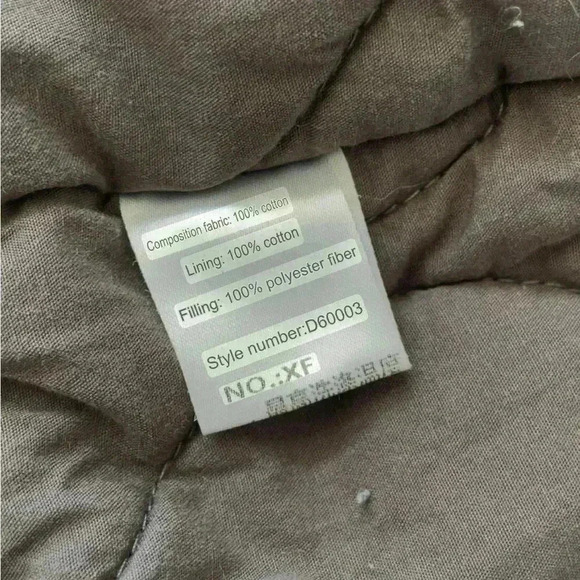 Composition fabric: 100% cotton
Lining: 100% cotton
Filling: 100% polyester fiber
Style number:D60003
NO.:XF